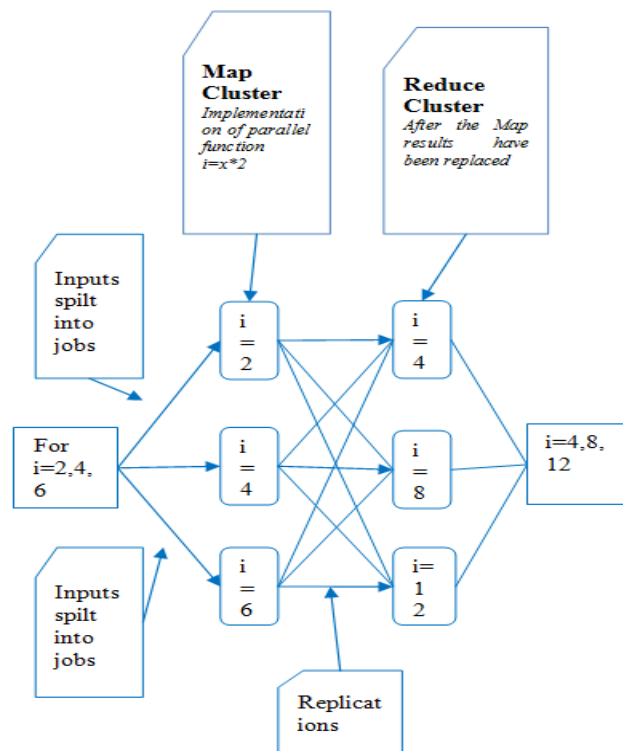 Map
Cluster
Implementati
on of parallel
function
i=x*2
Reduce
Cluster
After the Map
results have
been replaced
Inputs
spilt
into
jobs
i
=
2
i
=
4
For
i=2,4,
6
i
=
4
i
=
8
i=4,8,
12
Inputs
spilt
into
jobs
i
=
6
i=
1
2
Replicat
ions